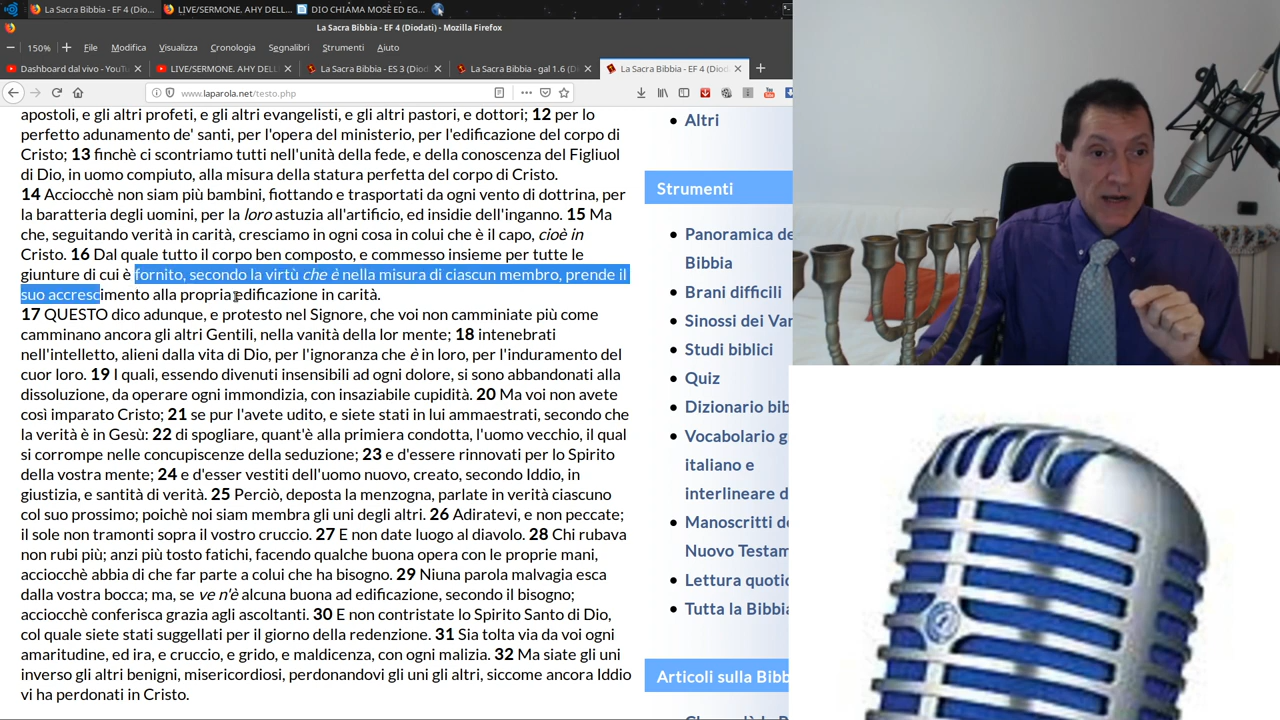 La Sacra Bibbia - EF 4 (Dio...
LIVE/SERMONE. AHY DELL...
DIO CHIAMA MOSÈ ED EG...
La Sacra Bibbia - EF 4 (Diodati) - Mozilla Firefox
150%
File Modifica Visualizza Cronologia Segnalibri Strumenti Aiuto
Dashboard dal vivo - YouTu
LIVE/SERMONE. AHY DELL
La Sacra Bibbia - ES 3 (Diod
La Sacra Bibbia - gal 1.6 (D
La Sacra Bibbia - EF 4 (Diod
www.laparola.net/testo.php
apostoli, e gli altri profeti, e gli altri evangelisti, e gli altri pastori, e dottori; 12 per lo
perfetto adunamento de' santi, per l'opera del ministerio, per l'edificazione del corpo di
Cristo; 13 finchè ci scontriamo tutti nell'unità della fede, e della conoscenza del Figliuol
di Dio, in uomo compiuto, alla misura della statura perfetta del corpo di Cristo.
14 Acciocchè non siam più bambini, fiottando e trasportati da ogni vento di dottrina, per
la baratteria degli uomini, per la loro astuzia all'artificio, ed insidie dell'inganno. 15 Ma
che, seguitando verità in carità, cresciamo in ogni cosa in colui che è il capo, cioè in
Cristo. 16 Dal quale tutto il corpo ben composto, e commesso insieme per tutte le
giunture di cui è fornito, secondo la virtù che è nella misura di ciascun membro, prende il
suo accrescimento alla propria edificazione in carità.
17 QUESTO dico adunque, e protesto nel Signore, che voi non camminiate più come
camminano ancora gli altri Gentili, nella vanità della lor mente; 18 intenebrati
nell'intelletto, alieni dalla vita di Dio, per l'ignoranza che è in loro, per l'induramento del
cuor loro. 19 I quali, essendo divenuti insensibili ad ogni dolore, si sono abbandonati alla
dissoluzione, da operare ogni immondizia, con insaziabile cupidità. 20 Ma voi non avete
così imparato Cristo; 21 se pur l'avete udito, e siete stati in lui ammaestrati, secondo che
la verità è in Gesù: 22 di spogliare, quant'è alla primiera condotta, l'uomo vecchio, il qual
si corrompe nelle concupiscenze della seduzione; 23 e d'essere rinnovati per lo Spirito
della vostra mente; 24 e d'esser vestiti dell'uomo nuovo, creato, secondo Iddio, in
giustizia, e santità di verità. 25 Perciò, deposta la menzogna, parlate in verità ciascuno
col suo prossimo; poichè noi siam membra gli uni degli altri. 26 Adiratevi, e non peccate;
il sole non tramonti sopra il vostro cruccio. 27 E non date luogo al diavolo. 28 Chi rubava
non rubi più; anzi più tosto fatichi, facendo qualche buona opera con le proprie mani,
acciocchè abbia di che far parte a colui che ha bisogno. 29 Niuna parola malvagia esca
dalla vostra bocca; ma, se ve n'è alcuna buona ad edificazione, secondo il bisogno;
acciocchè conferisca grazia agli ascoltanti. 30 E non contristate lo Spirito Santo di Dio,
col quale siete stati suggellati per il giorno della redenzione. 31 Sia tolta via da voi ogni
amaritudine, ed ira, e cruccio, e grido, e maldicenza, con ogni malizia. 32 Ma siate gli uni
inverso gli altri benigni, misericordiosi, perdonandovi gli uni gli altri, siccome ancora Iddio
vi ha perdonati in Cristo.
Altri
Strumenti
Panoramica de
Bibbia
Brani difficili
Sinossi dei Van
Studi biblici
Quiz
Dizionario bib
Vocabolario g
italiano e
interlineare d
Manoscritti de
Nuovo Testam
Lettura quotid
Tutta la Bibbia
Articoli sulla Bibb